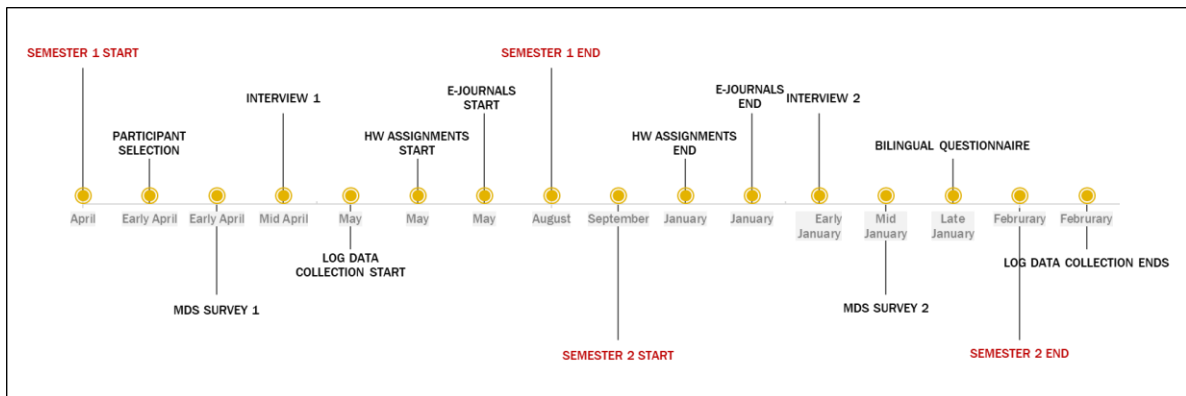 SEMESTER 1 START
SEMESTER 1 END
E-JOURNALS
START
E-JOURNALS
END
INTERVIEW 1
INTERVIEW 2
PARTICIPANT
SELECTION
HW ASSIGNMENTS
START
HW ASSIGNMENTS
END
BILINGUAL QUESTIONNAIRE
April
Early April
Early April
Mid April
May
May
May
August
September
January
January
Early
January
Mid
January
Late
January
Februrary
Februrary
LOG DATA
COLLECTION START
LOG DATA COLLECTION ENDS
MDS SURVEY 1
MDS SURVEY 2
SEMESTER 2 START
SEMESTER 2 END